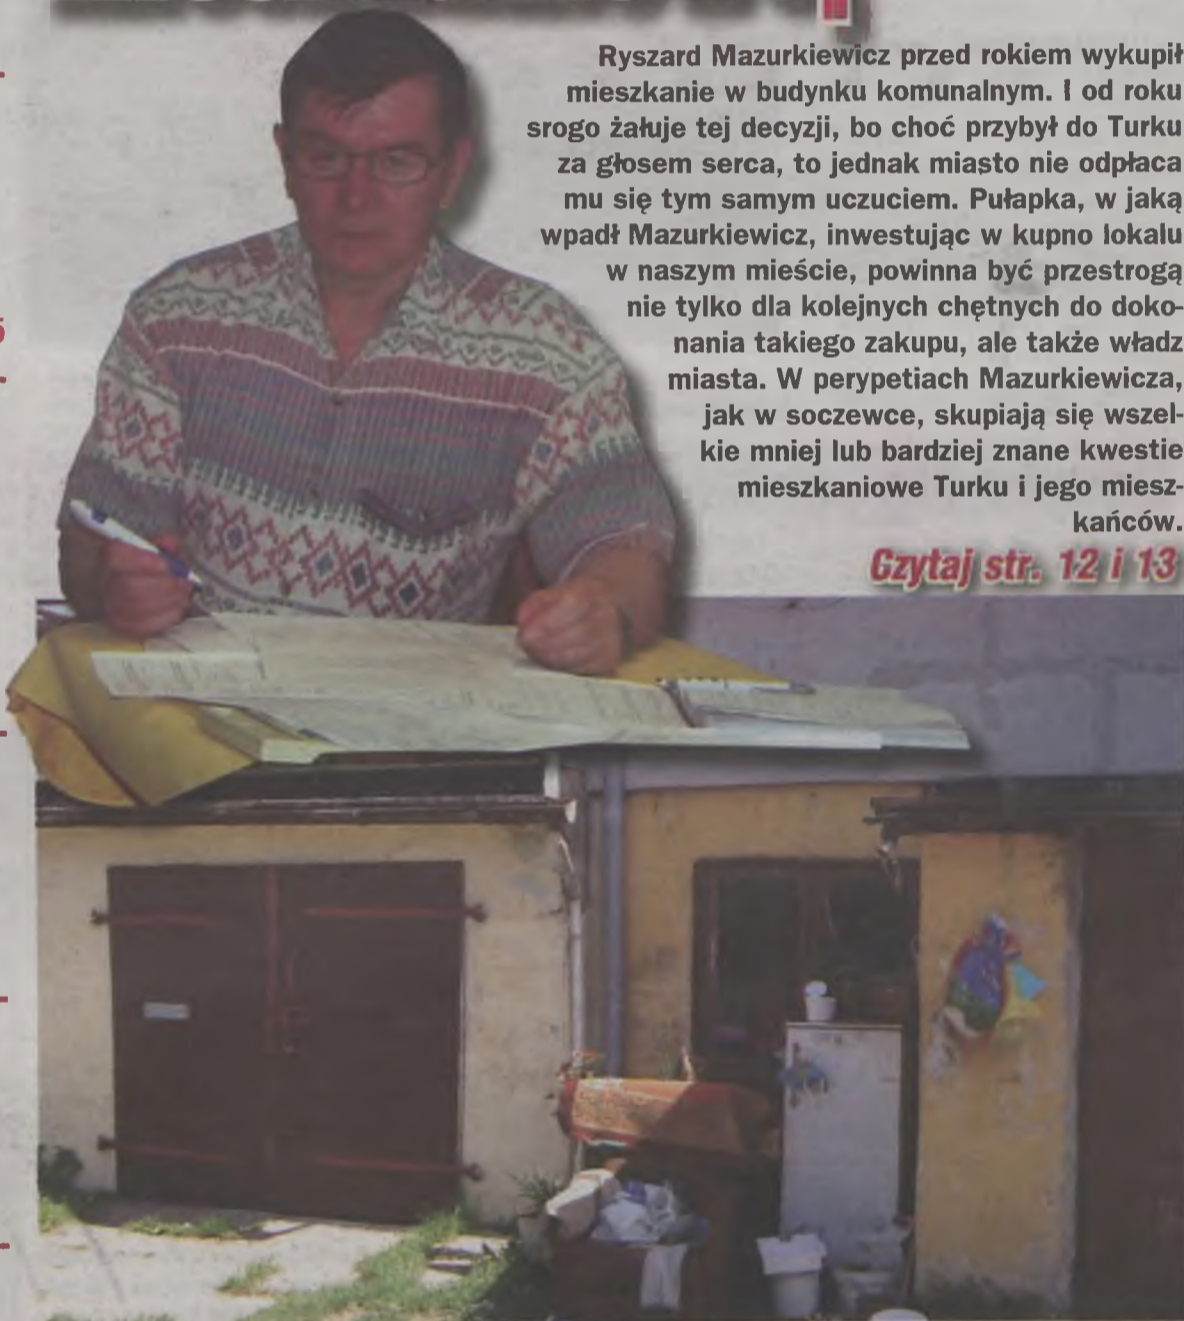 Ryszard Mazurkiewicz przed rokiem wykupił
mieszkanie w budynku komunalnym. I od roku
srogo żałuje tej decyzji, bo choć przybył do Turku
za głosem serca, to jednak miasto nie odpłaca
mu się tym samym uczuciem. Pułapka, w jaką
wpadł Mazurkiewicz, inwestując w kupno lokalu
w naszym mieście, powinna być przestrogą
nie tylko dla kolejnych chętnych do doko-
nania takiego zakupu, ale także władz
miasta. W perypetiach Mazurkiewicza,
jak w soczewce, skupiają się wszel-
kie mniej lub bardziej znane kwestie
mieszkaniowe Turku i jego miesz-
kańców.
Czytaj str. 12 i 13